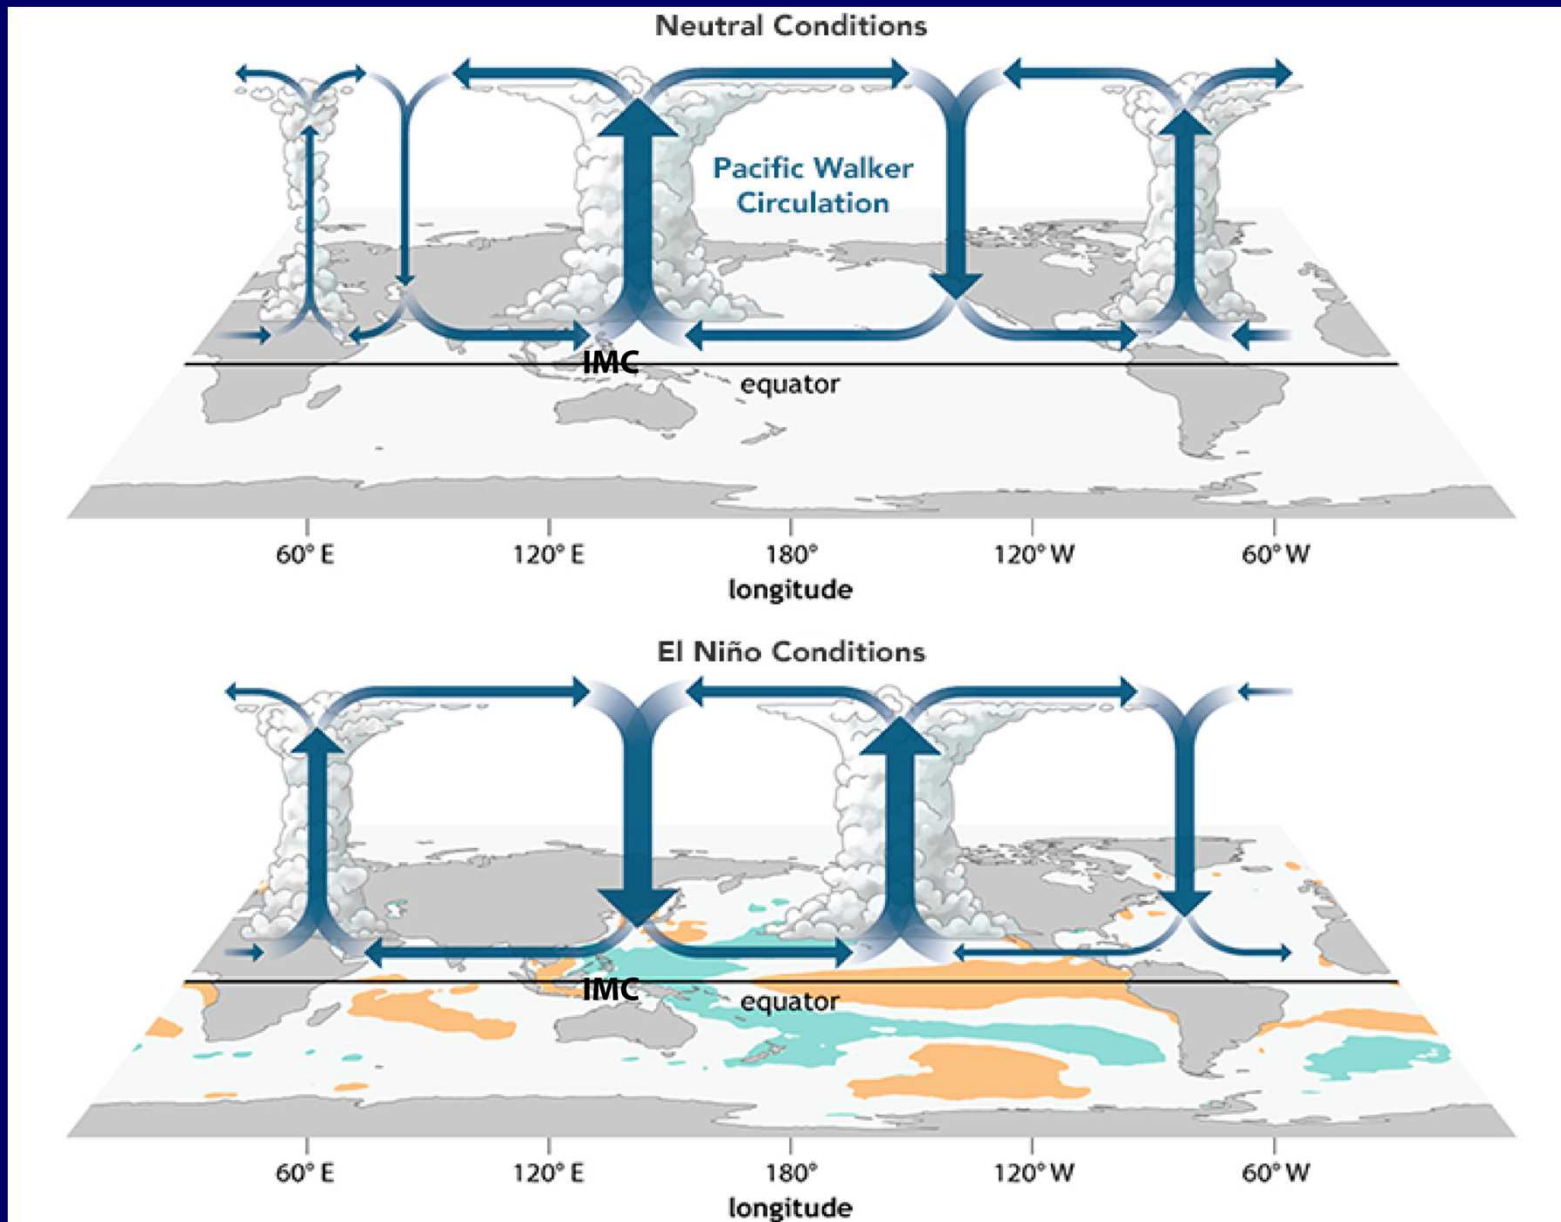 Neutral Conditions
Pacific Walker
Circulation
IMC
equator
60° E
120° E
180°
120° W
60° W
longitude
El Niño Conditions
IMC
equator
60° E
120° E
180°
120° W
60° W
longitude